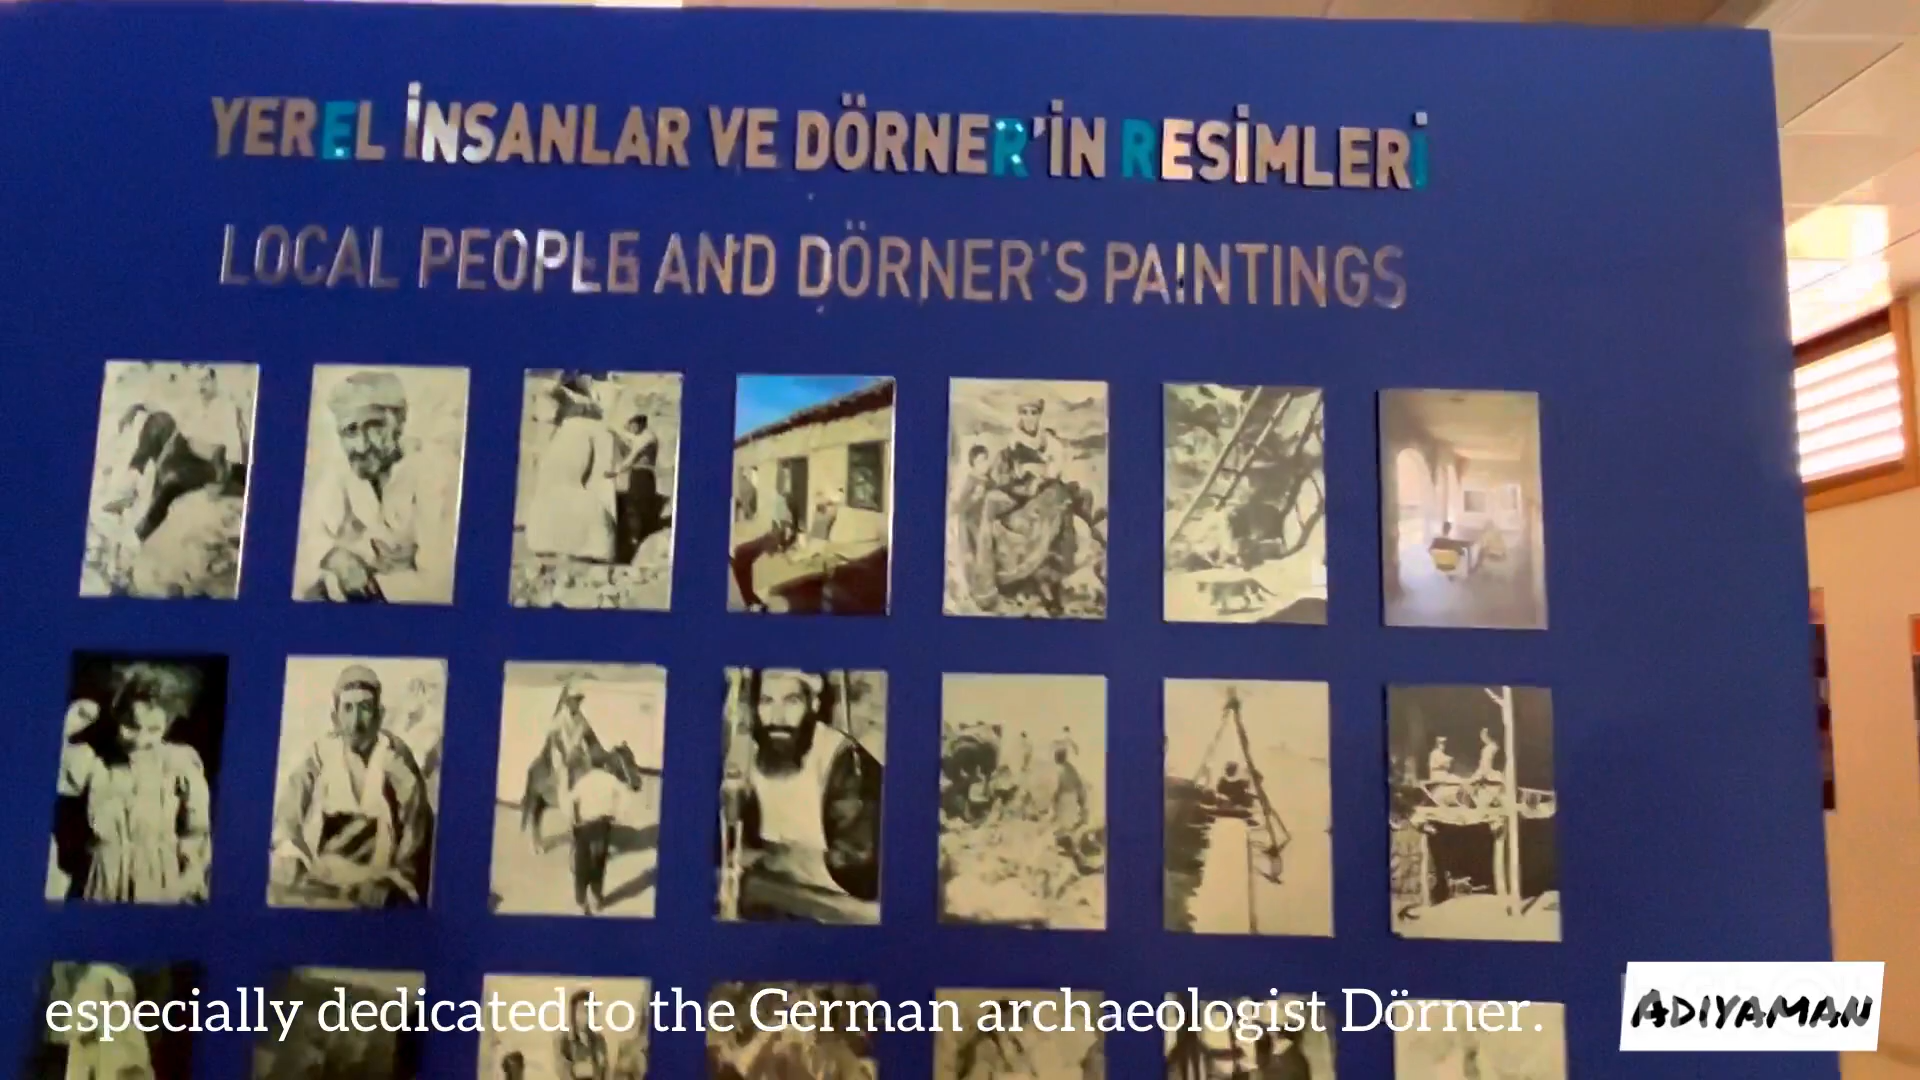 YEREL İNSANLAR VE DÖRNER'İN RESİMLERİ
LOCAL PEOPLE AND DÖRNER'S PAINTINGS
especially dedicated to the German archaeologist Dörner.
ADIYAMAN